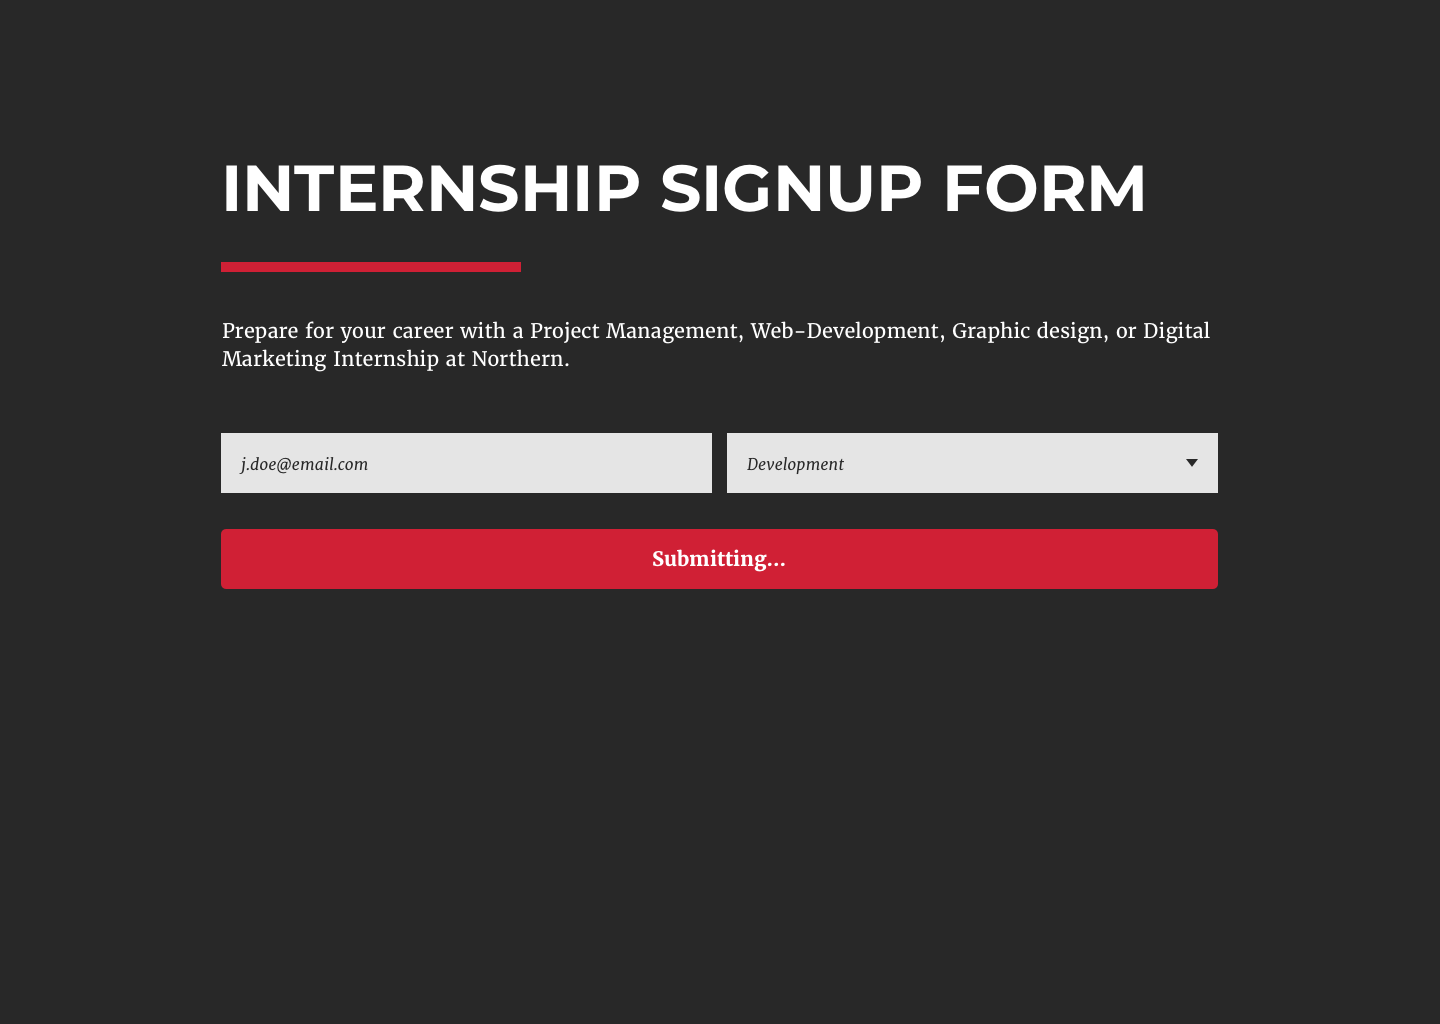 INTERNSHIP SIGNUP FORM
Prepare for your career with a Project Management, Web-Development, Graphic design, or Digital
Marketing Internship at Northern.
j.doe@email.com
Development
Submitting...